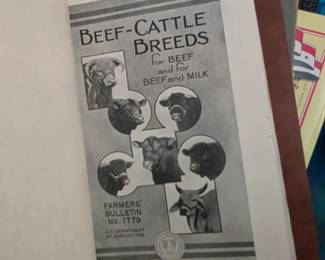 BEEF-CATTLE
BREEDS
for BEEF
and for
BEEF and MILK
FARMERS'
BULLETIN
No. 1779
U. S. DEPARTMENT
OF AGRICULTURE